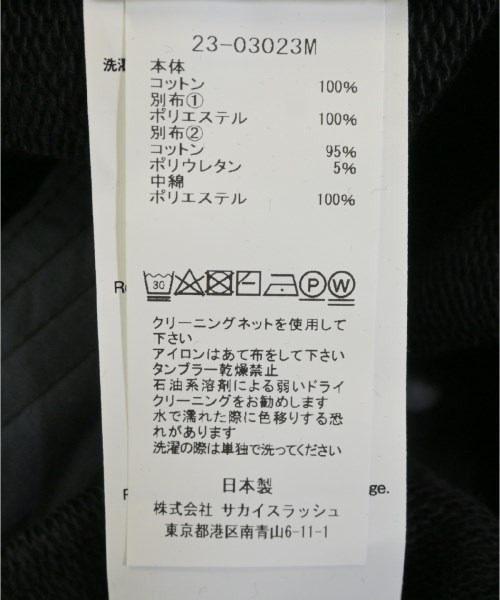 23-03023M
洗濯
本体
コットン 100%
別布①
ポリエステル 100%
別布②
コットン 95%
ポリウレタン 5%
中綿
ポリエステル 100%
30 P W
クリーニングネットを使用して
下さい
アイロンはあて布をして下さい
タンブラー乾燥禁止
石油系溶剤による弱いドライ
クリーニングをお勧めします
水で濡れた際に色移りする恐
れがあります
洗濯の際は単独で洗ってください
日本製
ge.
株式会社 サカイスラッシュ
東京都港区南青山6-11-1